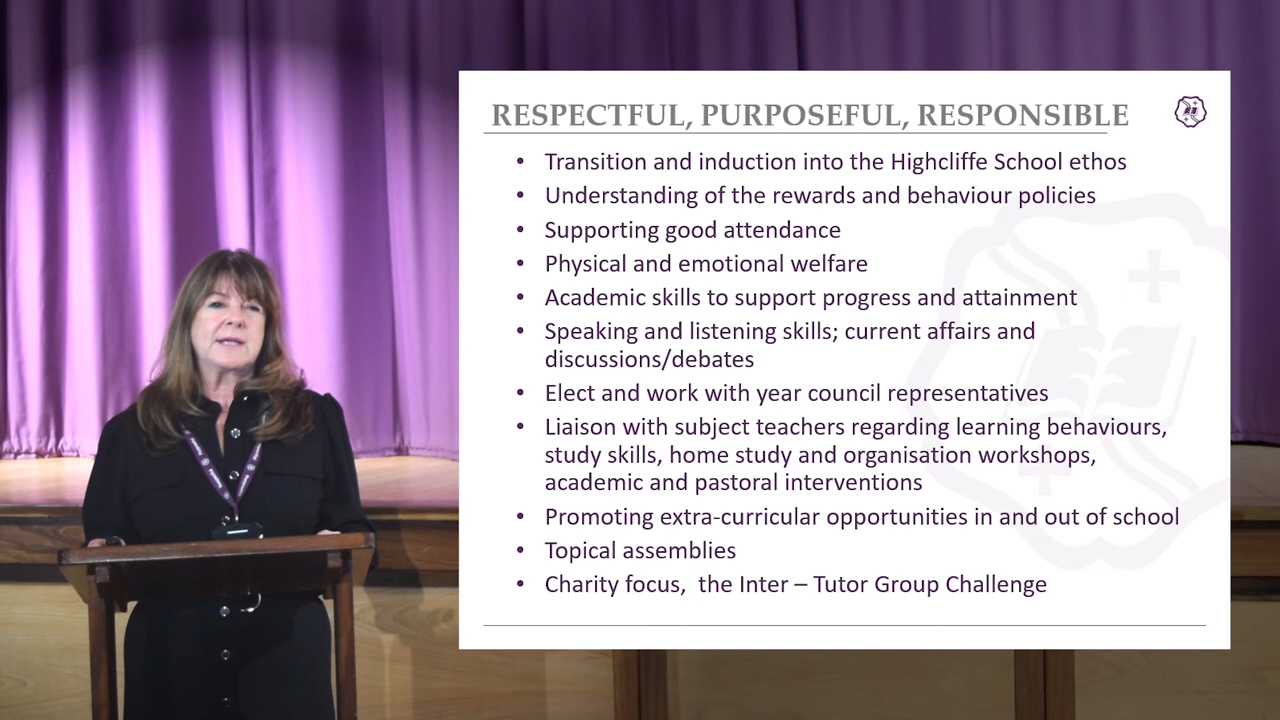 RESPECTFUL, PURPOSEFUL, RESPONSIBLE
• Transition and induction into the Highcliffe School ethos
• Understanding of the rewards and behaviour policies
• Supporting good attendance
• Physical and emotional welfare
• Academic skills to support progress and attainment
• Speaking and listening skills; current affairs and
discussions/debates
• Elect and work with year council representatives
• Liaison with subject teachers regarding learning behaviours,
study skills, home study and organisation workshops,
academic and pastoral interventions
• Promoting extra-curricular opportunities in and out of school
• Topical assemblies
• Charity focus,  the Inter – Tutor Group Challenge